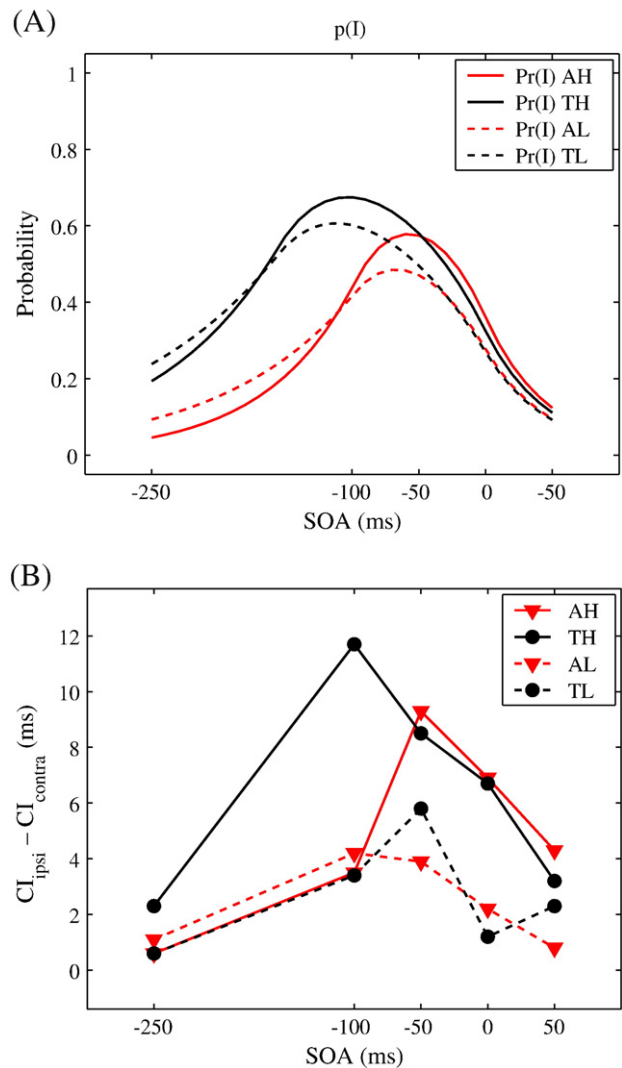 (A)
p(I)
Pr(I) AH
Pr(I) TH
Pr(I) AL
Pr(I) TL
1
0.8
0.6
0.4
0.2
0
Probability
-250
-100
-50
0
-50
SOA (ms)
(B)
AH
TH
AL
TL
12
10
8
6
4
2
0
CI_ipsi – CI_contra (ms)
-250
-100
-50
0
50
SOA (ms)